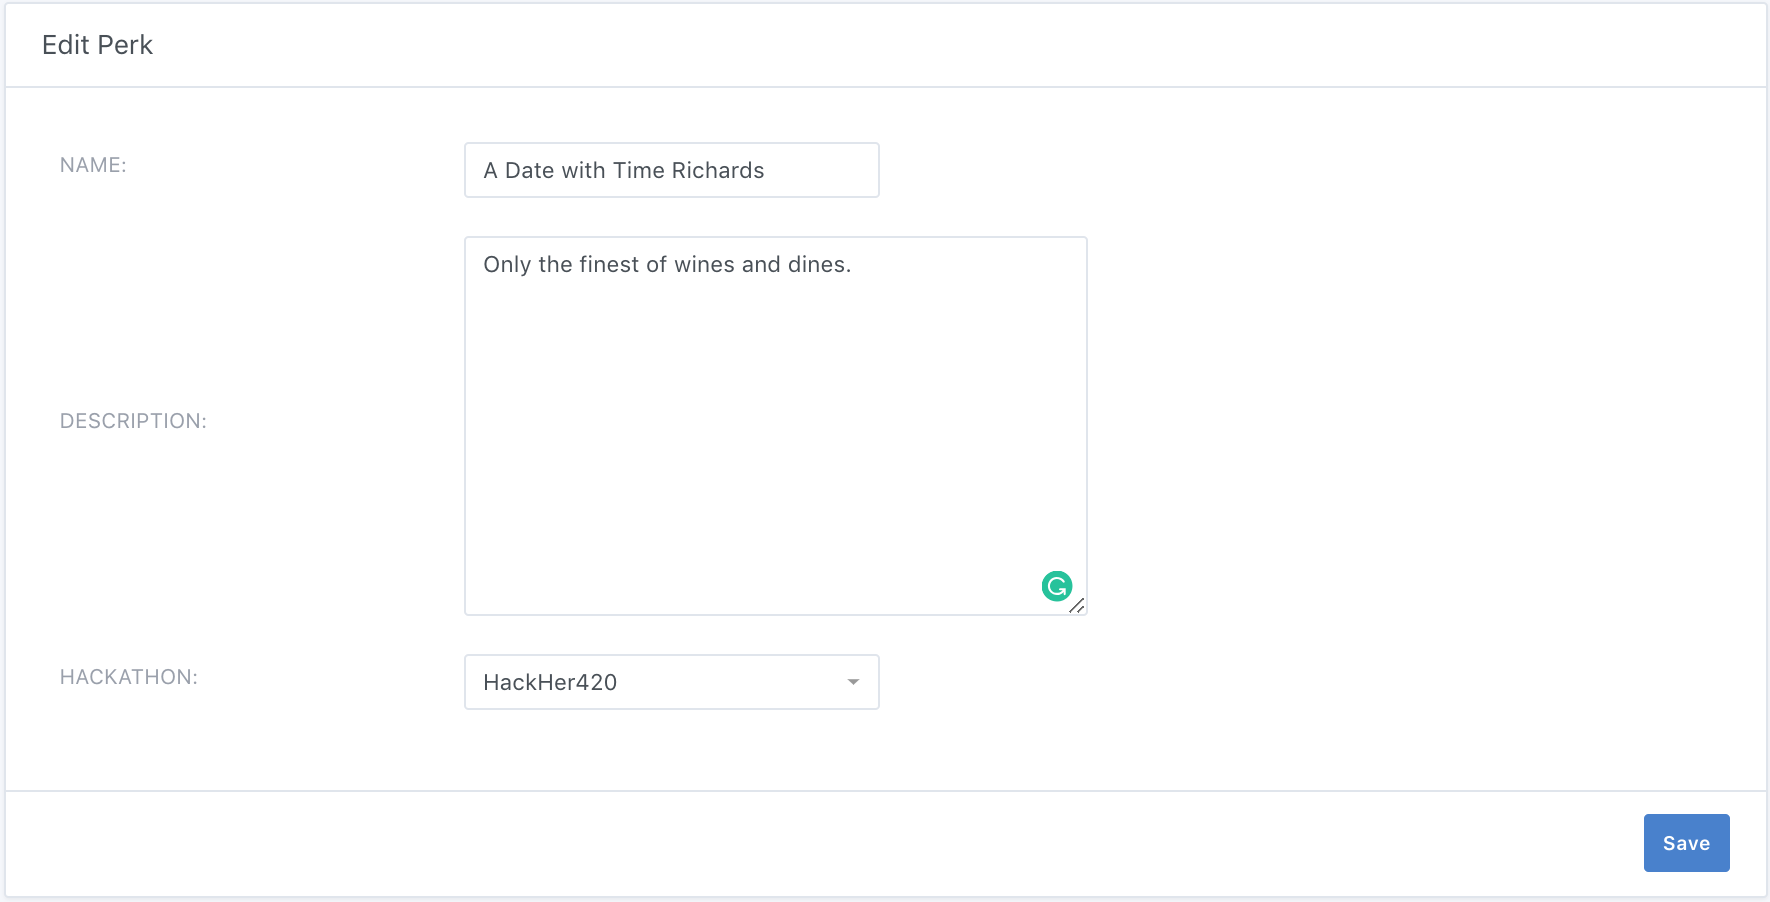 Edit Perk
NAME:
A Date with Time Richards
DESCRIPTION:
Only the finest of wines and dines.
HACKATHON:
HackHer420
Save